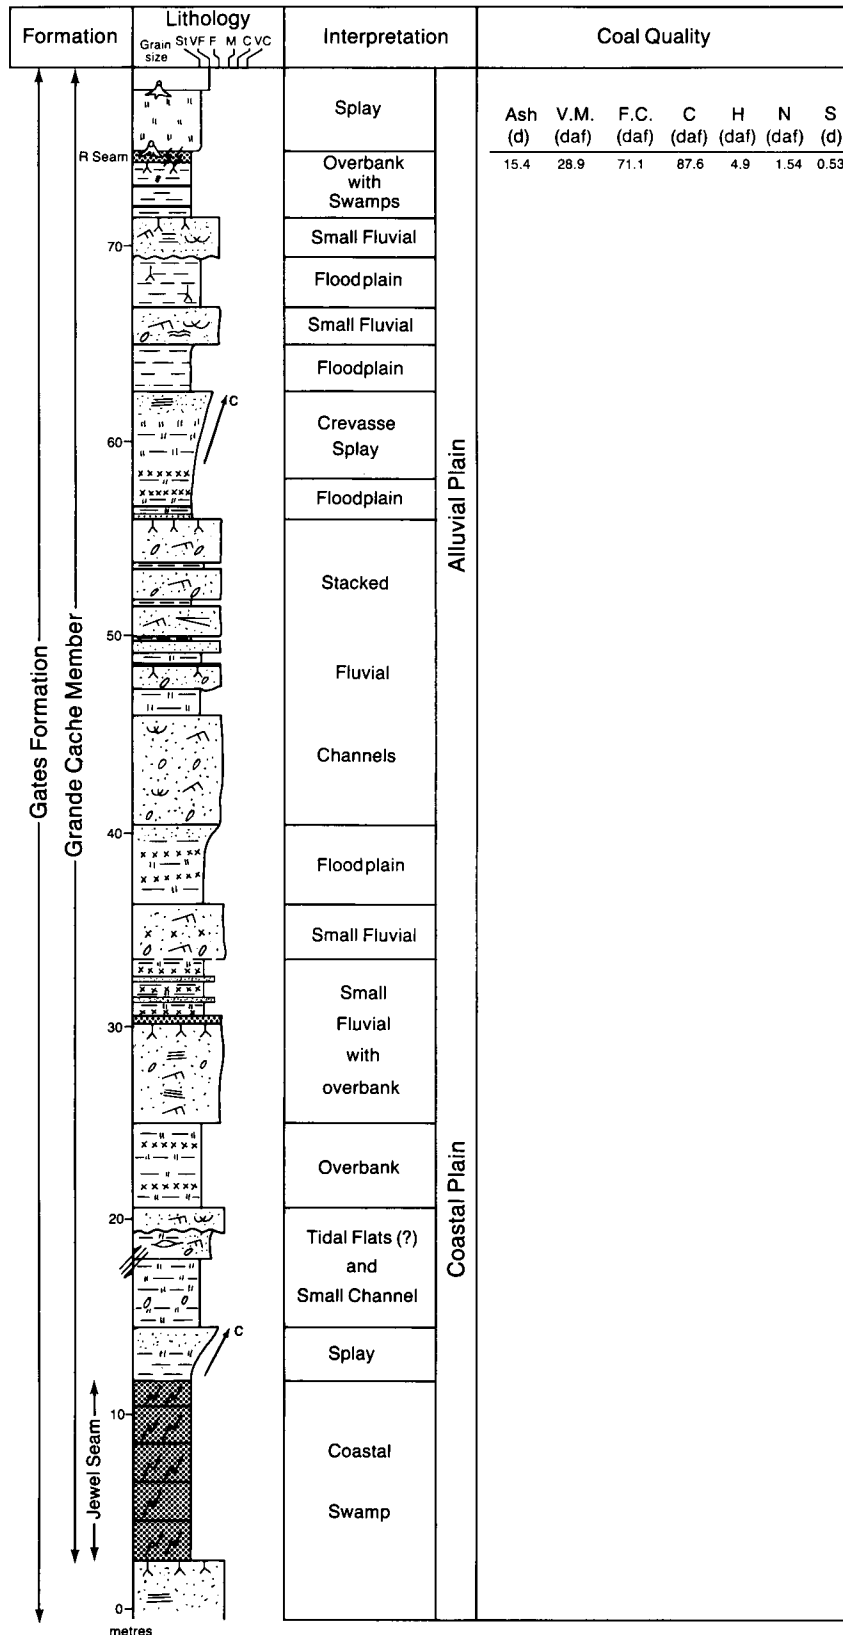 Formation
Lithology
Grain size
St VF F M C VC
Interpretation
Coal Quality
Ash V.M. F.C. C H N S
(d) (daf) (daf) (daf) (daf) (daf) (d)
15.4 28.9 71.1 87.6 4.9 1.54 0.53
Splay
R Seam
Overbank
with
Swamps
70
Small Fluvial
Floodplain
Small Fluvial
Floodplain
C
Crevasse
Splay
60
Floodplain
Alluvial Plain
Stacked
50
Fluvial
Channels
Gates Formation
Grande Cache Member
40
Floodplain
Small Fluvial
Small
Fluvial
with
overbank
30
Overbank
Coastal Plain
20
Tidal Flats (?)
and
Small Channel
C
Splay
10
Jewel Seam
Coastal
Swamp
0
metres